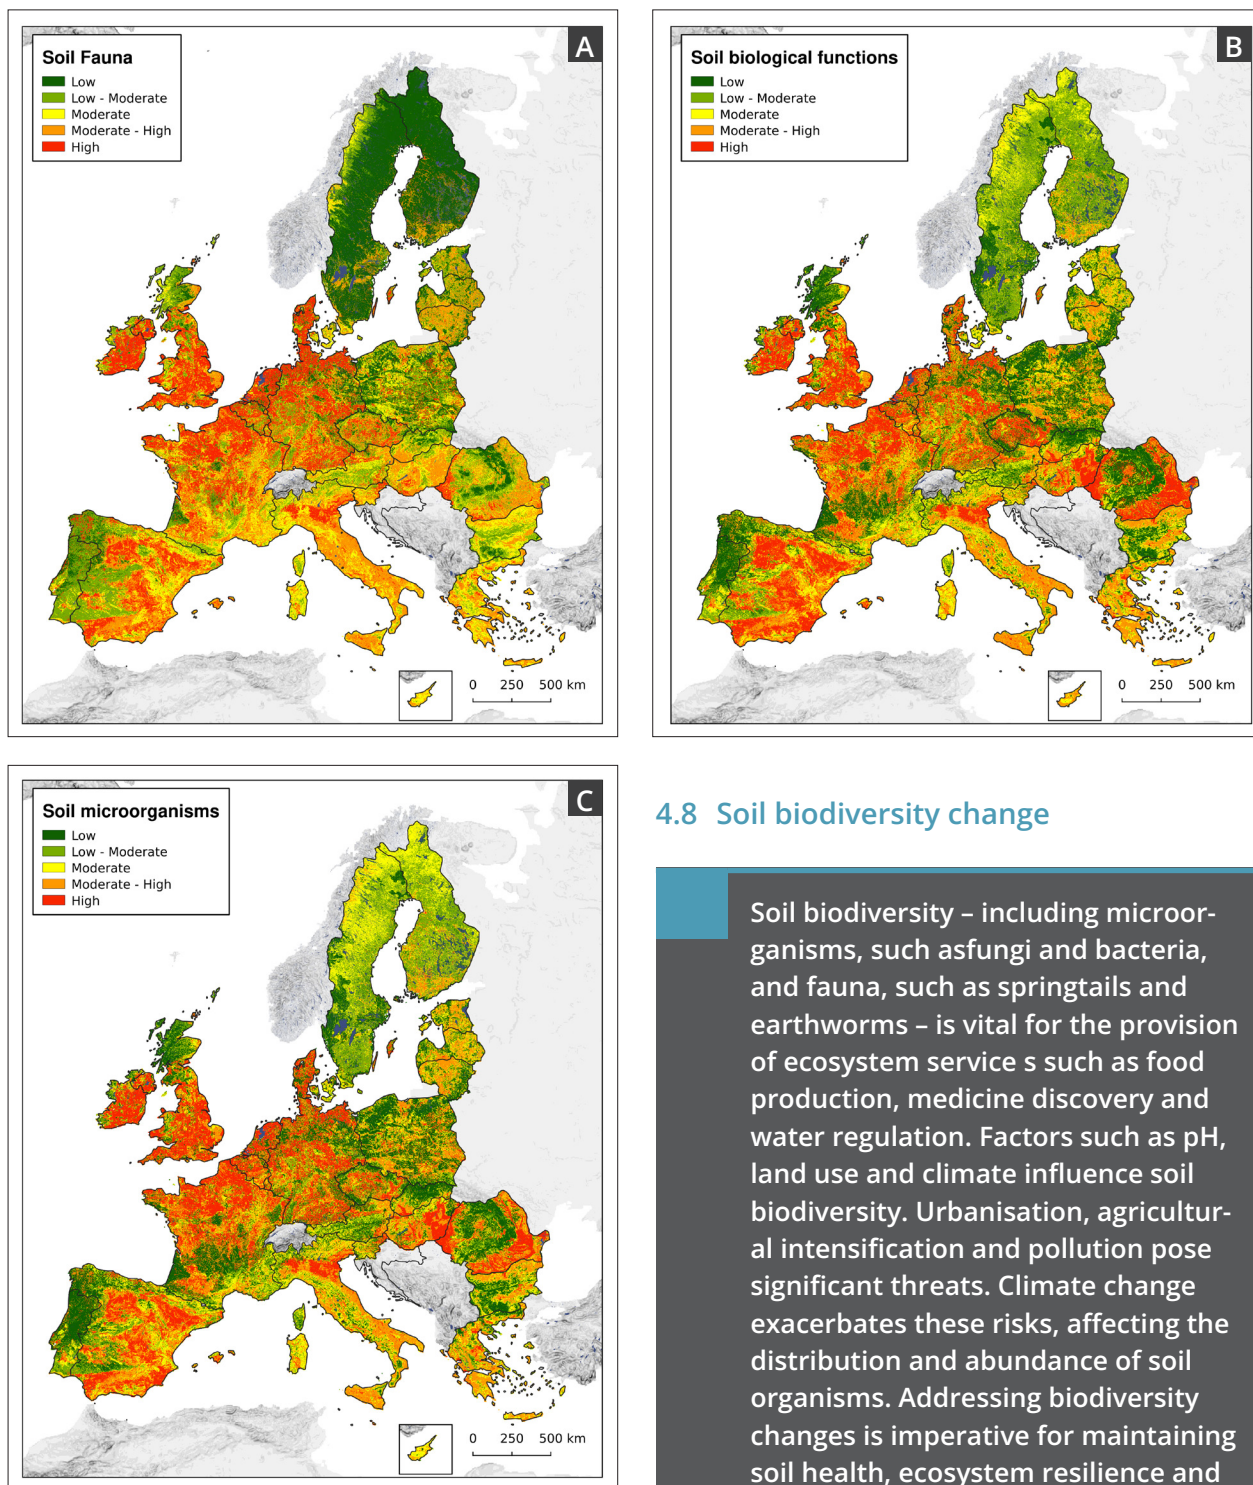 A
Soil Fauna
Low
Low - Moderate
Moderate
Moderate - High
High
0 250 500 km
B
Soil biological functions
Low
Low - Moderate
Moderate
Moderate - High
High
0 250 500 km
C
Soil microorganisms
Low
Low - Moderate
Moderate
Moderate - High
High
0 250 500 km
4.8 Soil biodiversity change
Soil biodiversity – including microor-
ganisms, such asfungi and bacteria,
and fauna, such as springtails and
earthworms – is vital for the provision
of ecosystem service s such as food
production, medicine discovery and
water regulation. Factors such as pH,
land use and climate influence soil
biodiversity. Urbanisation, agricultur-
al intensification and pollution pose
significant threats. Climate change
exacerbates these risks, affecting the
distribution and abundance of soil
organisms. Addressing biodiversity
changes is imperative for maintaining
soil health, ecosystem resilience and